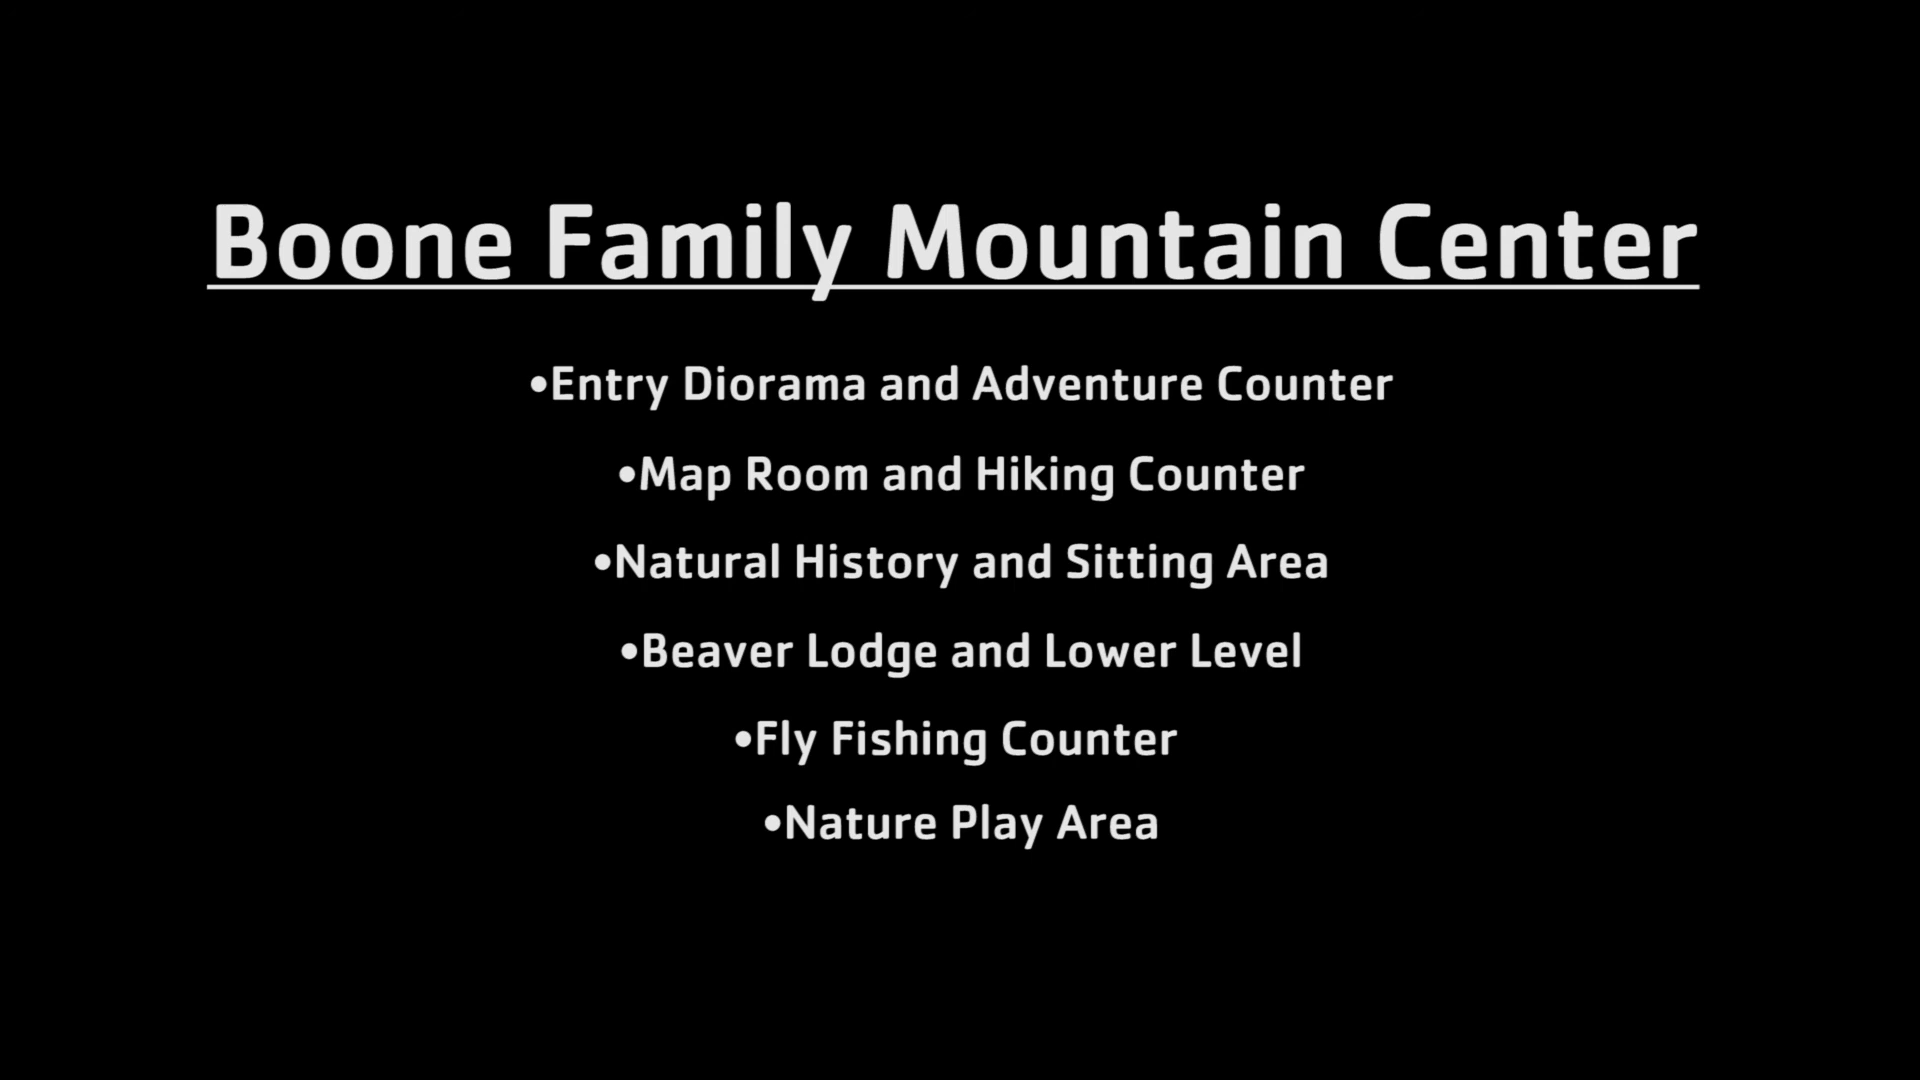 Boone Family Mountain Center
•Entry Diorama and Adventure Counter
•Map Room and Hiking Counter
•Natural History and Sitting Area
•Beaver Lodge and Lower Level
•Fly Fishing Counter
•Nature Play Area